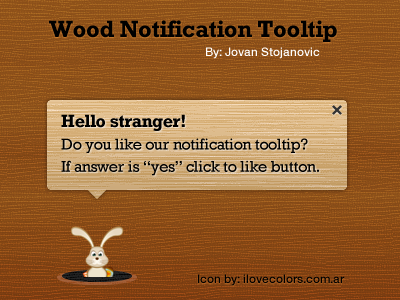 Wood Notification Tooltip
By: Jovan Stojanovic
Hello stranger!
Do you like our notification tooltip?
If answer is “yes” click to like button.
Icon by: ilovecolors.com.ar